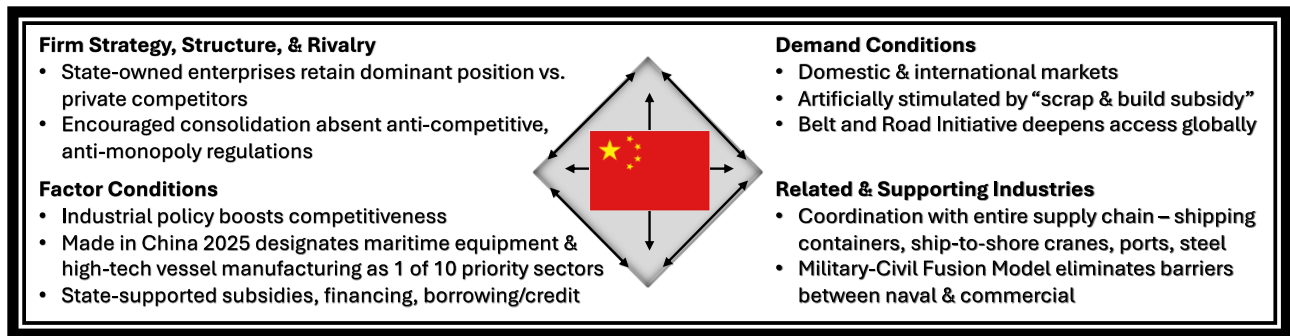 Firm Strategy, Structure, & Rivalry
• State-owned enterprises retain dominant position vs.
private competitors
• Encouraged consolidation absent anti-competitive,
anti-monopoly regulations
Factor Conditions
• Industrial policy boosts competitiveness
• Made in China 2025 designates maritime equipment &
high-tech vessel manufacturing as 1 of 10 priority sectors
• State-supported subsidies, financing, borrowing/credit
Demand Conditions
• Domestic & international markets
• Artificially stimulated by “scrap & build subsidy”
• Belt and Road Initiative deepens access globally
Related & Supporting Industries
• Coordination with entire supply chain – shipping
containers, ship-to-shore cranes, ports, steel
• Military-Civil Fusion Model eliminates barriers
between naval & commercial